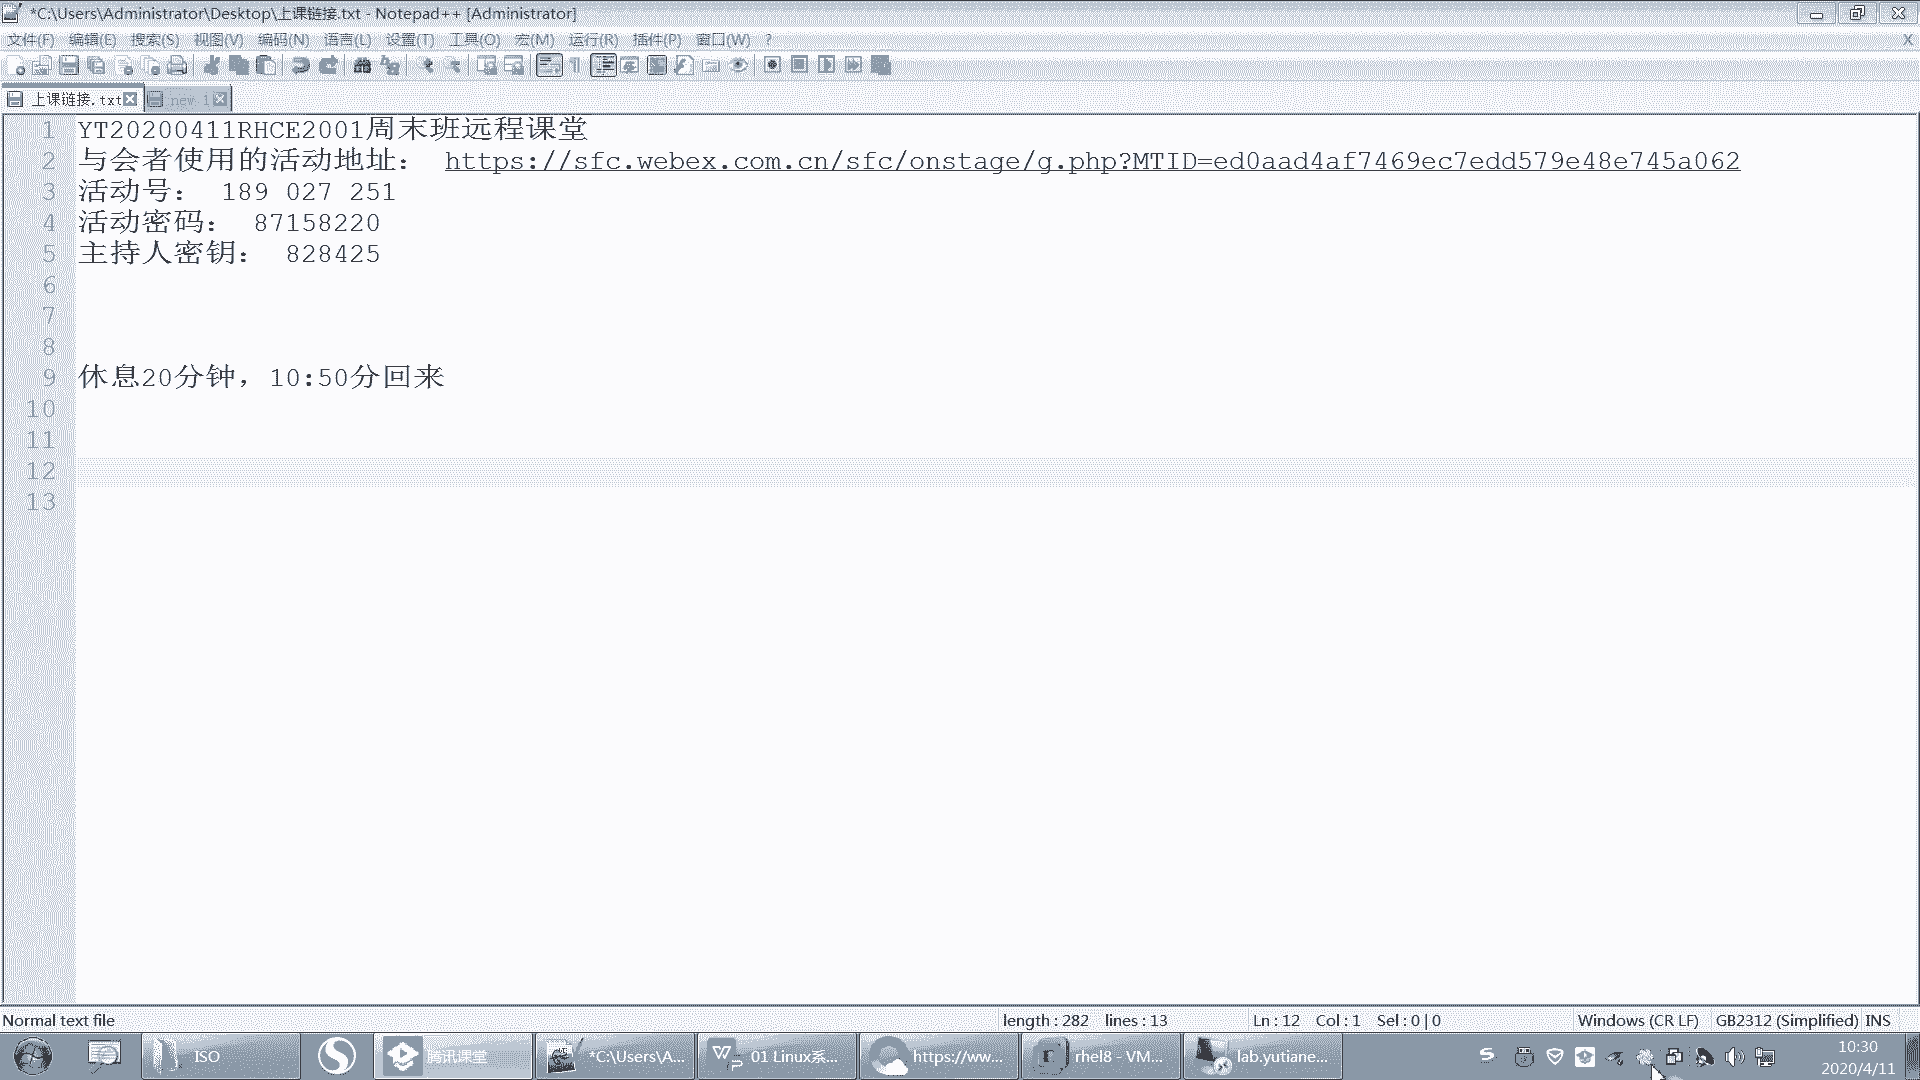 *C:\Users\Administrator\Desktop\上课链接.txt - Notepad++ [Administrator]
文件(F) 编辑(E) 搜索(S) 视图(V) 编码(N) 语言(L) 设置(T) 工具(O) 宏(M) 运行(R) 插件(P) 窗口(W) ? X
上课链接.txt new 1
1 YT20200411RHCE2001周末班远程课堂
2 与会者使用的活动地址： https://sfc.webex.com.cn/sfc/onstage/g.php?MTID=ed0aad4af7469ec7edd579e48e745a062
3 活动号： 189 027 251
4 活动密码： 87158220
5 主持人密钥： 828425
6
7
8
9 休息20分钟，10:50分回来
10
11
12
13
Normal text file length : 282 lines : 13 Ln : 12 Col : 1 Sel : 0 | 0 Windows (CR LF) GB2312 (Simplified) INS
ISO 腾讯课堂 *C:\Users\A... 01 Linux系... https://ww... rhel8 - VM... lab.yutiane... 10:30
2020/4/11